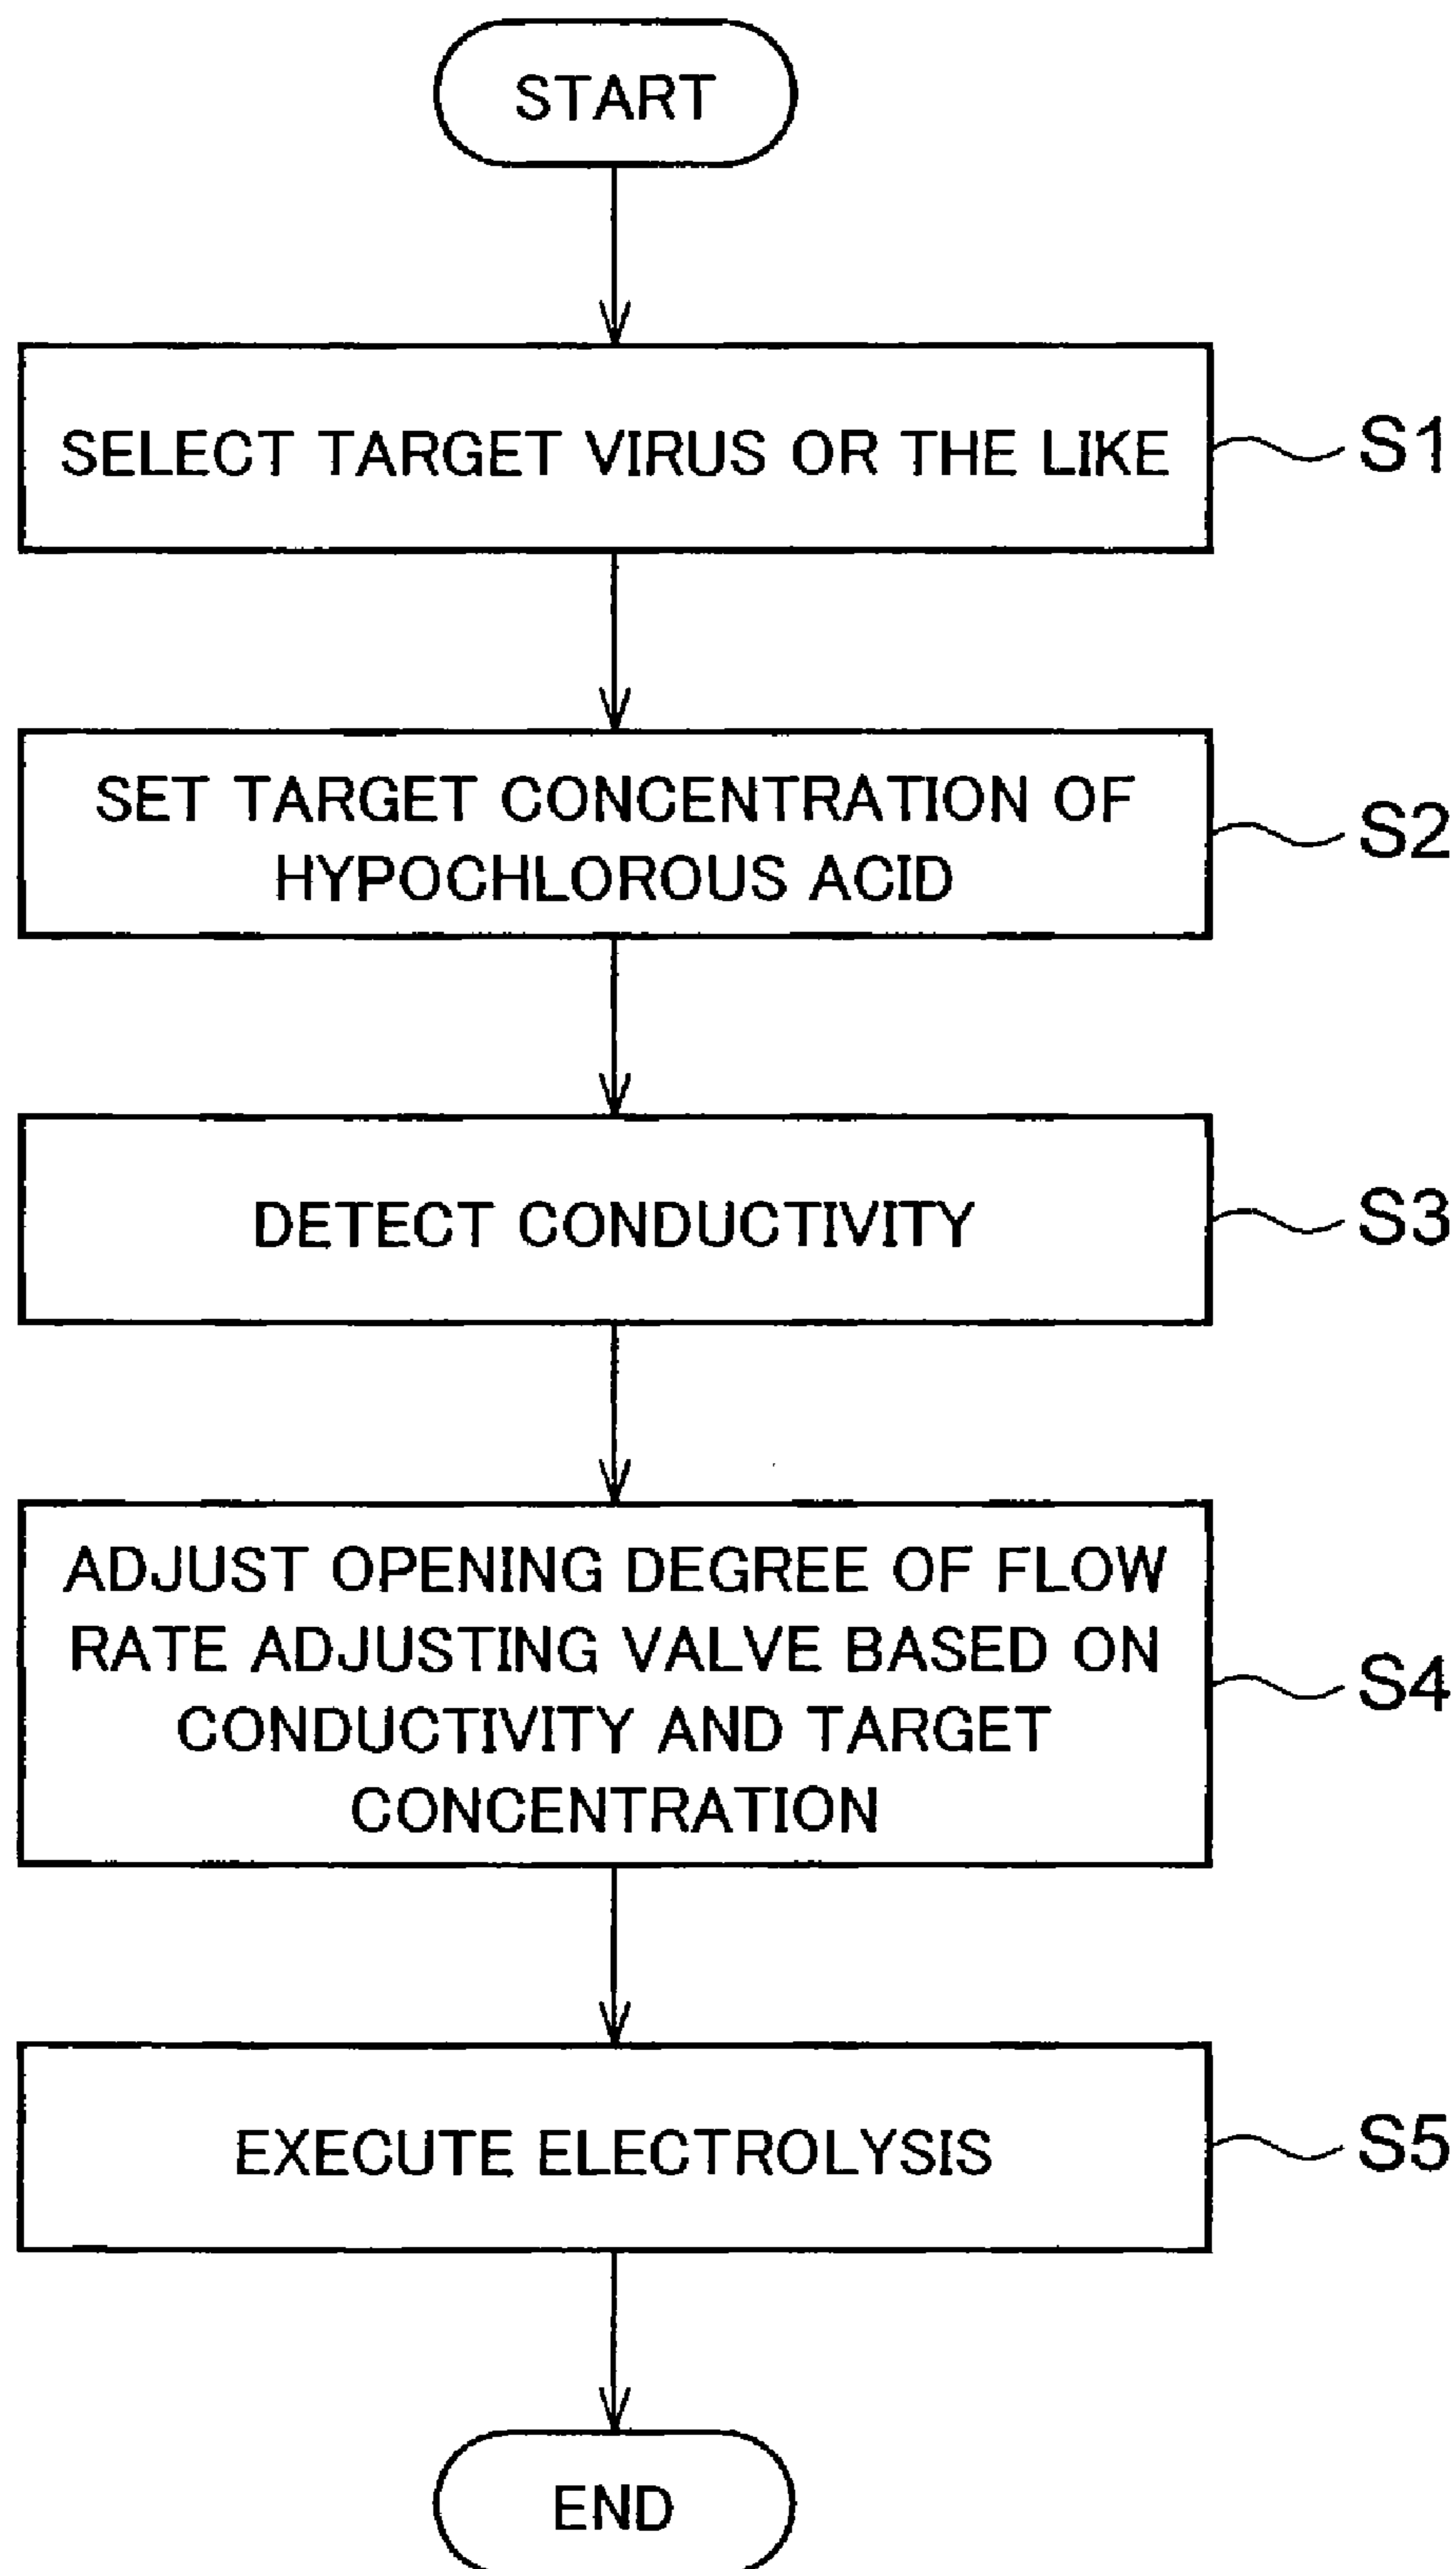 START
SELECT TARGET VIRUS OR THE LIKE
S1
SET TARGET CONCENTRATION OF
HYPOCHLOROUS ACID
S2
DETECT CONDUCTIVITY
S3
ADJUST OPENING DEGREE OF FLOW
RATE ADJUSTING VALVE BASED ON
CONDUCTIVITY AND TARGET
CONCENTRATION
S4
EXECUTE ELECTROLYSIS
S5
END